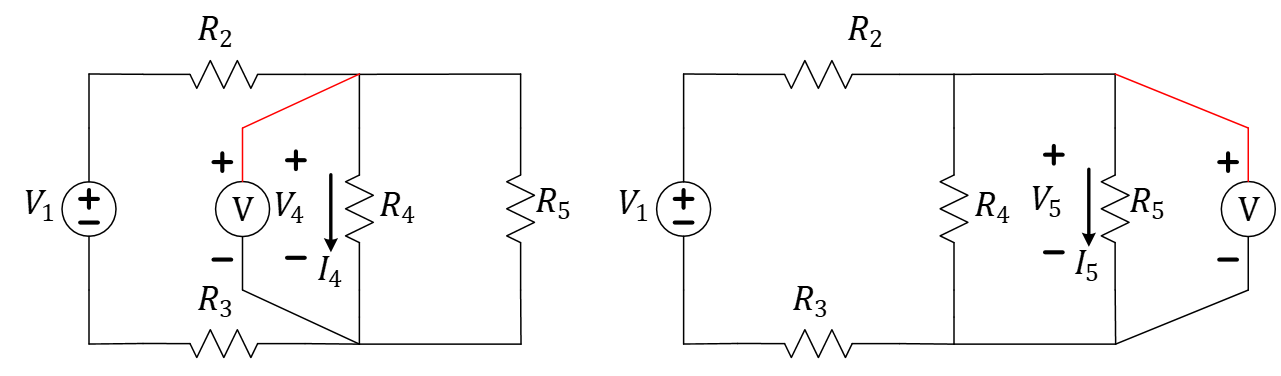 R₂
V₁
+
−
+
−
V
+
V₄
−
I₄
R₄
R₅
R₃
R₂
V₁
+
−
R₄
+
V₅
−
I₅
R₅
+
V
−
R₃